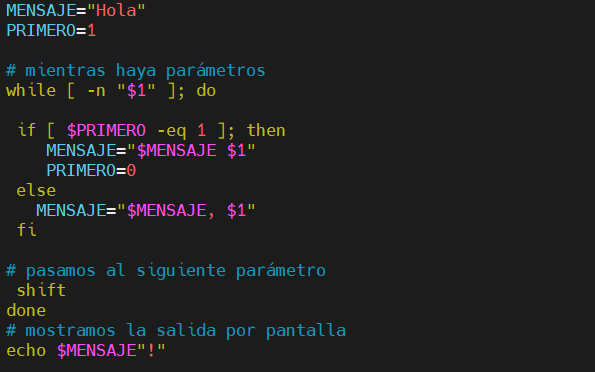 MENSAJE="Hola"
PRIMERO=1
# mientras haya parámetros
while [ -n "$1" ]; do
if [ $PRIMERO -eq 1 ]; then
MENSAJE="$MENSAJE $1"
PRIMERO=0
else
MENSAJE="$MENSAJE, $1"
fi
# pasamos al siguiente parámetro
shift
done
# mostramos la salida por pantalla
echo $MENSAJE"!"